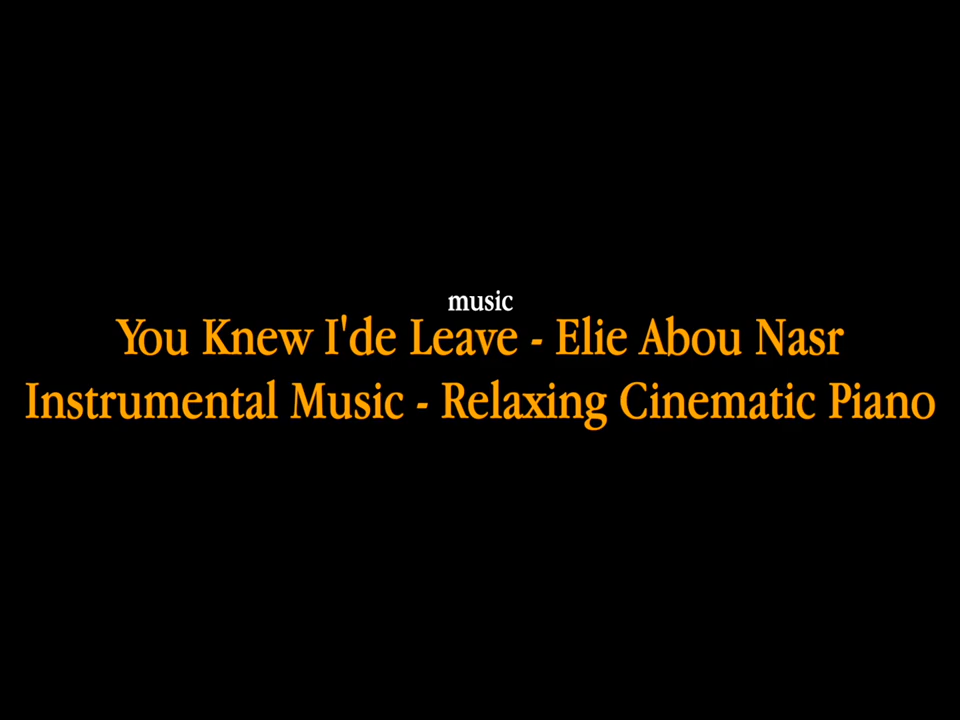 music
You Knew I'de Leave - Elie Abou Nasr
Instrumental Music - Relaxing Cinematic Piano